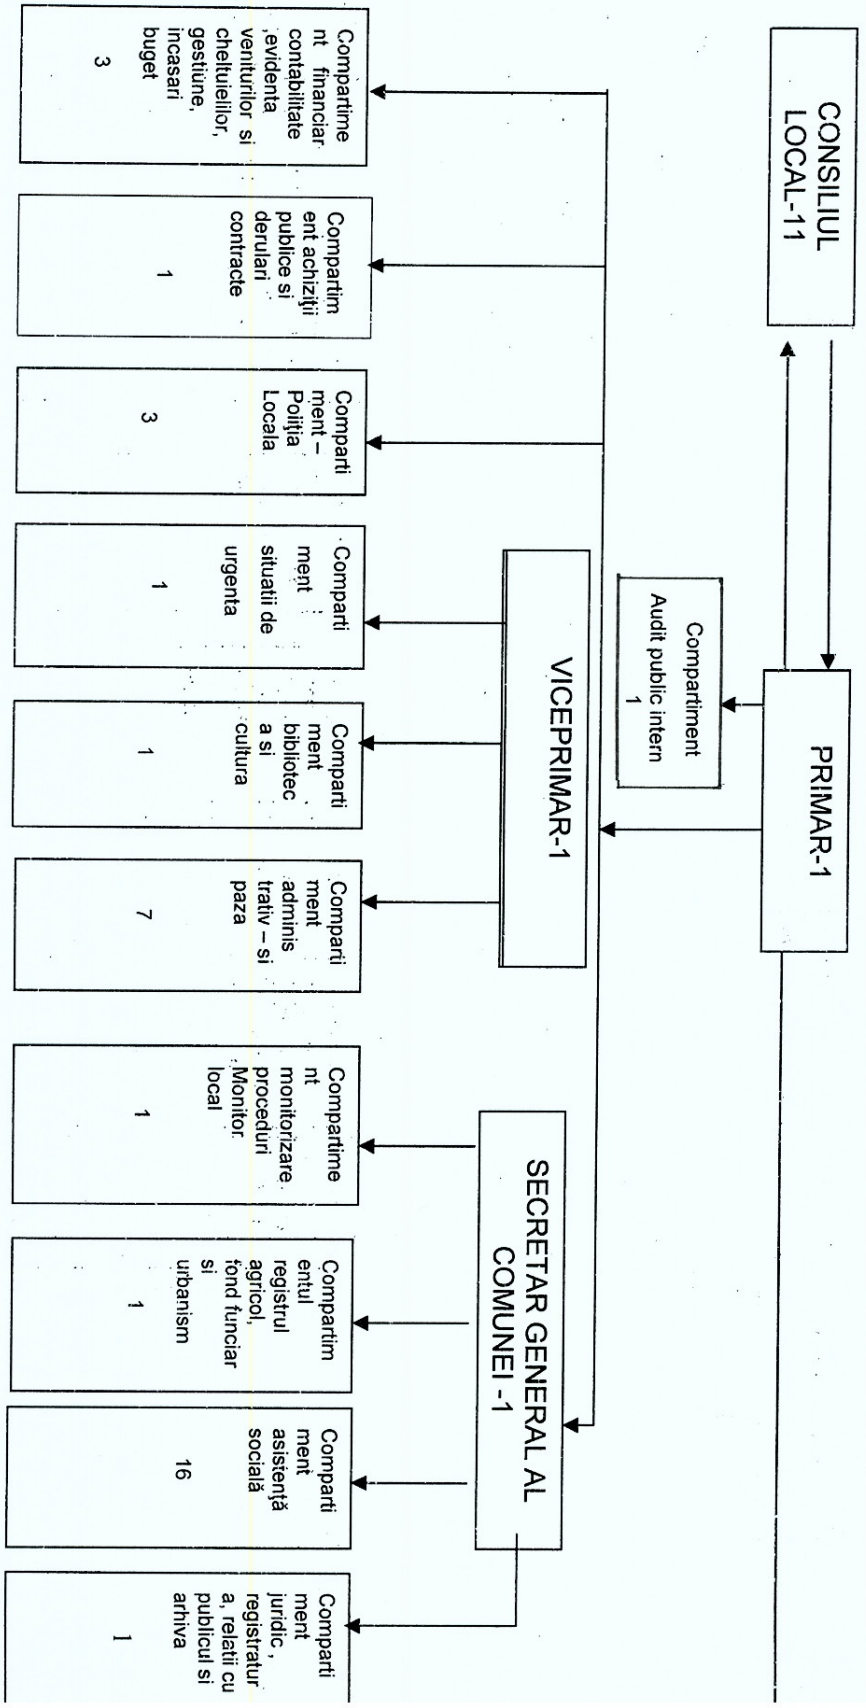 CONSILIUL
LOCAL-11
PRIMAR-1
Compartiment
Audit public intern
1
VICEPRIMAR-1
SECRETAR GENERAL AL
COMUNEI -1
Compartime
nt financiar
contabilitate
,evidenta
veniturilor si
cheltuielilor,
gestiune,
incasari
buget
3
Compartim
ent achiziţii
publice si
derulari
contracte
1
Comparti
ment –
Poliţia
Locala
3
Comparti
ment
situatii de
urgenta
1
Comparti
ment
bibliotec
a si
cultura
1
Comparti
ment
adminis
trativ – si
paza
7
Compartime
nt
monitorizare
proceduri
Monitor
local
1
Compartim
entul
registrul
agricol,
fond funciar
si
urbanism
1
Comparti
ment
asistenţă
socială
16
Comparti
ment
juridic,
registratur
a, relatii cu
publicul si
arhiva
1